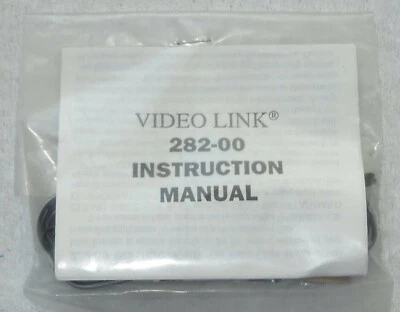 VIDEO LINK®
282-00
INSTRUCTION
MANUAL